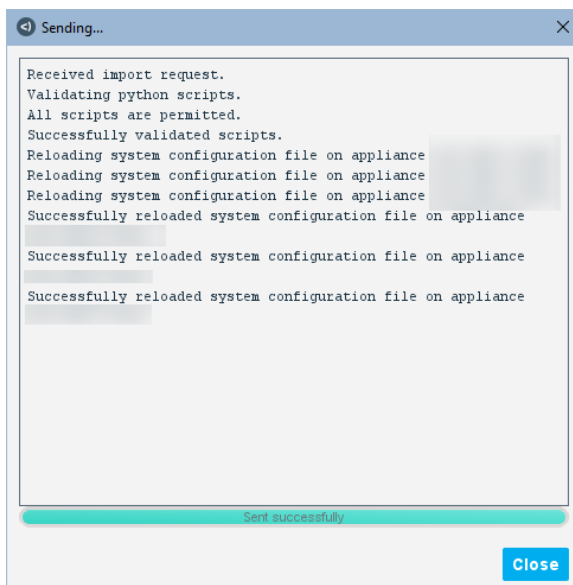 Sending...
Received import request.
Validating python scripts.
All scripts are permitted.
Successfully validated scripts.
Reloading system configuration file on appliance
Reloading system configuration file on appliance
Reloading system configuration file on appliance
Successfully reloaded system configuration file on appliance
Successfully reloaded system configuration file on appliance
Successfully reloaded system configuration file on appliance
Sent successfully
Close